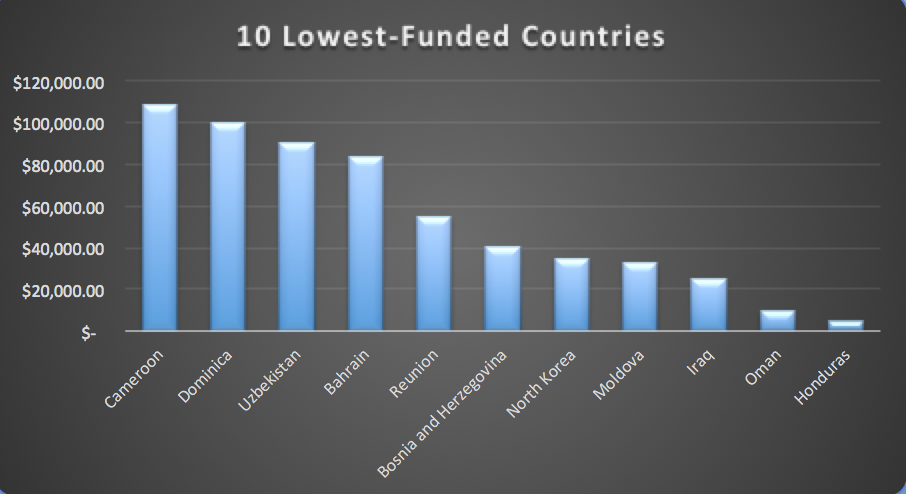 10 Lowest-Funded Countries
$120,000.00
$100,000.00
$80,000.00
$60,000.00
$40,000.00
$20,000.00
$-
Cameroon
Dominica
Uzbekistan
Bahrain
Reunion
Bosnia and Herzegovina
North Korea
Moldova
Iraq
Oman
Honduras